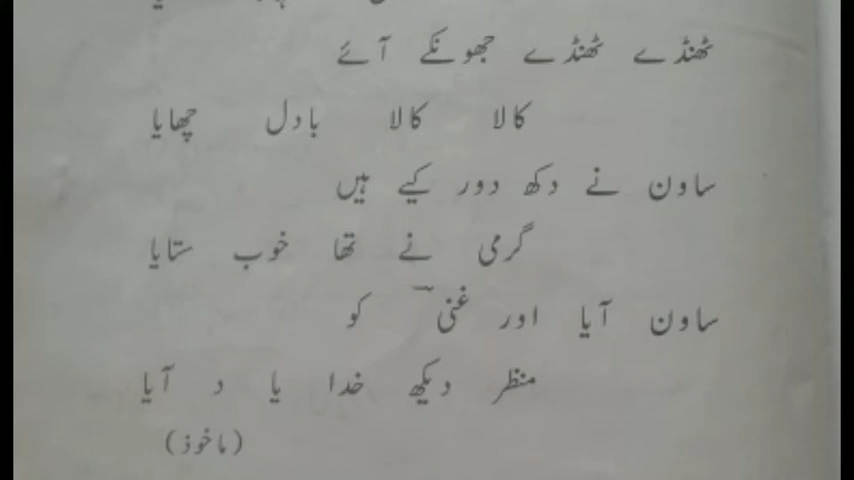 ٹھنڈے ٹھنڈے جھونکے آئے
کالا کالا بادل چھایا
ساون نے دکھ دور کیے ہیں
گرمی نے تھا خوب ستایا
ساون آیا اور غنیؔ کو
منظر دیکھ خدا یا د آیا
(ماخوذ)